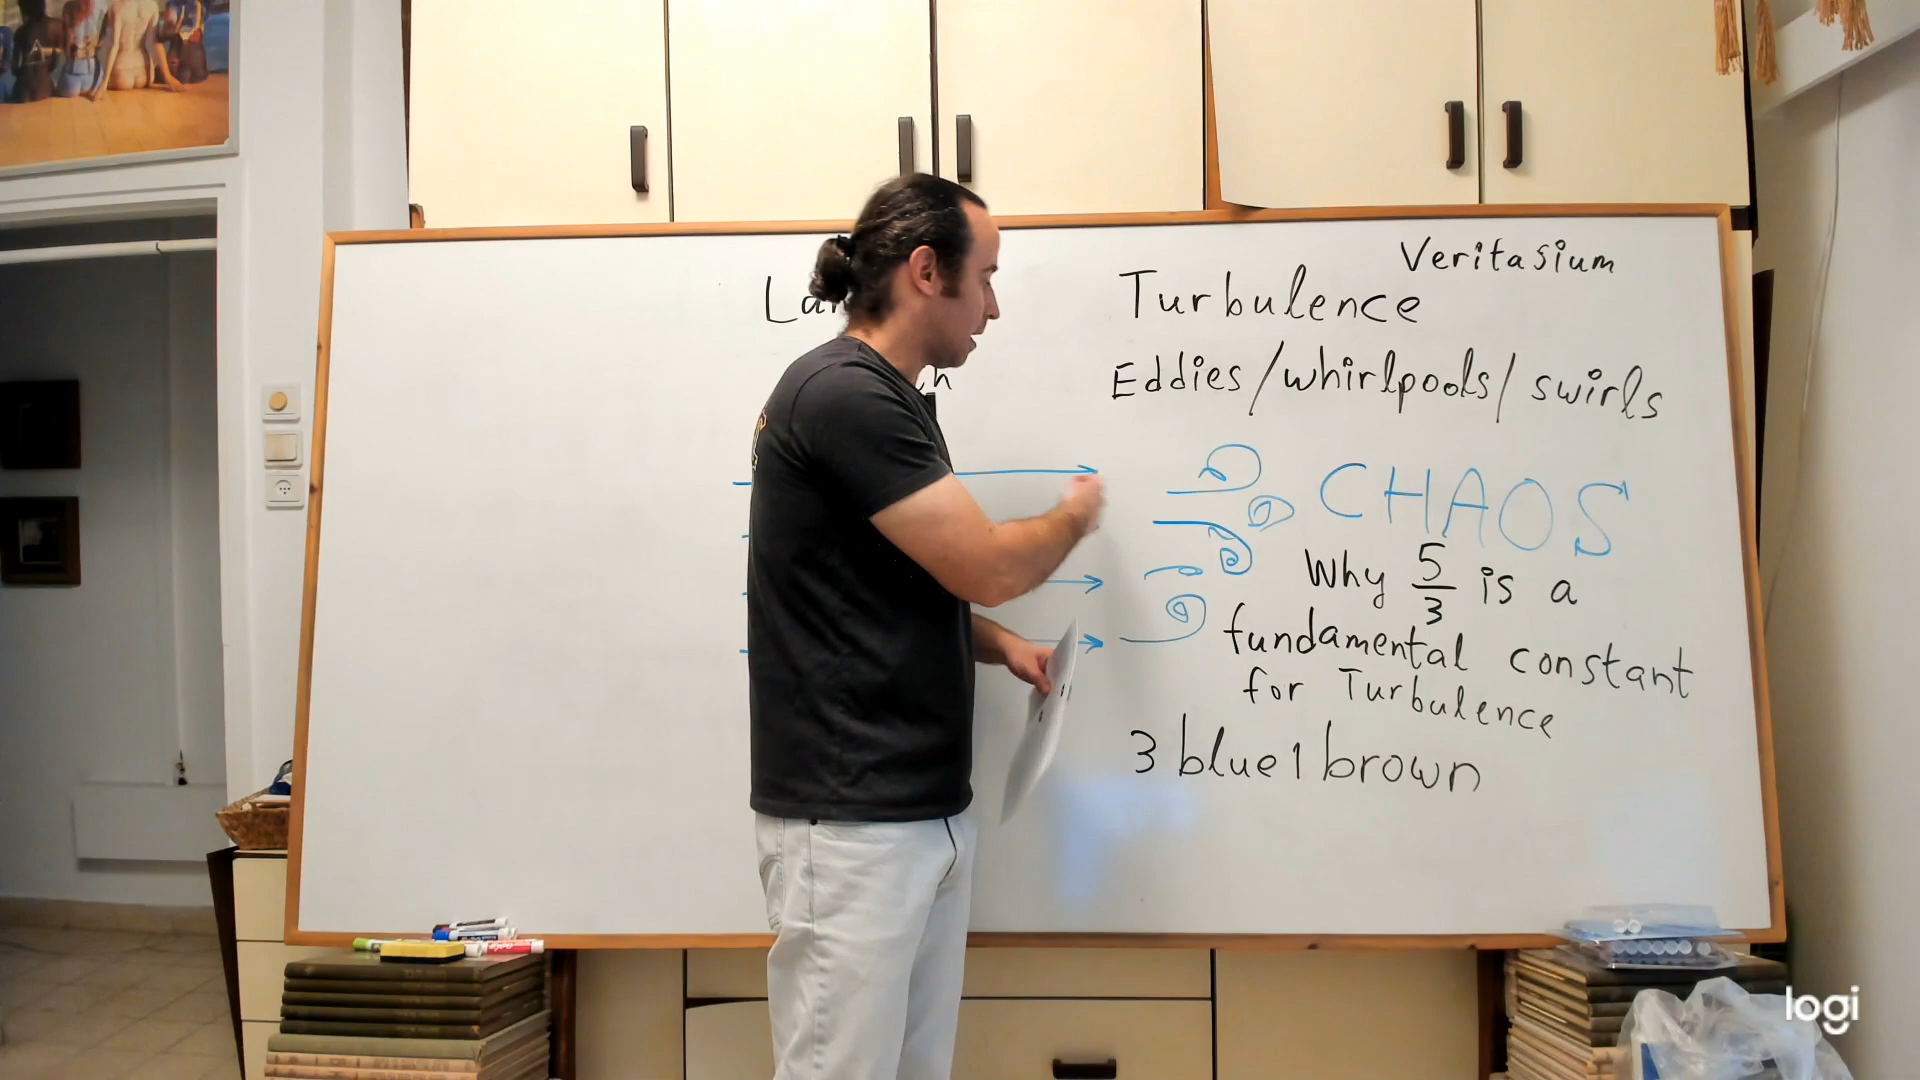 Veritasium
Turbulence
Eddies/whirlpools/swirls
CHAOS
Why 5/3 is a
fundamental constant
for Turbulence
3blue1brown
logi